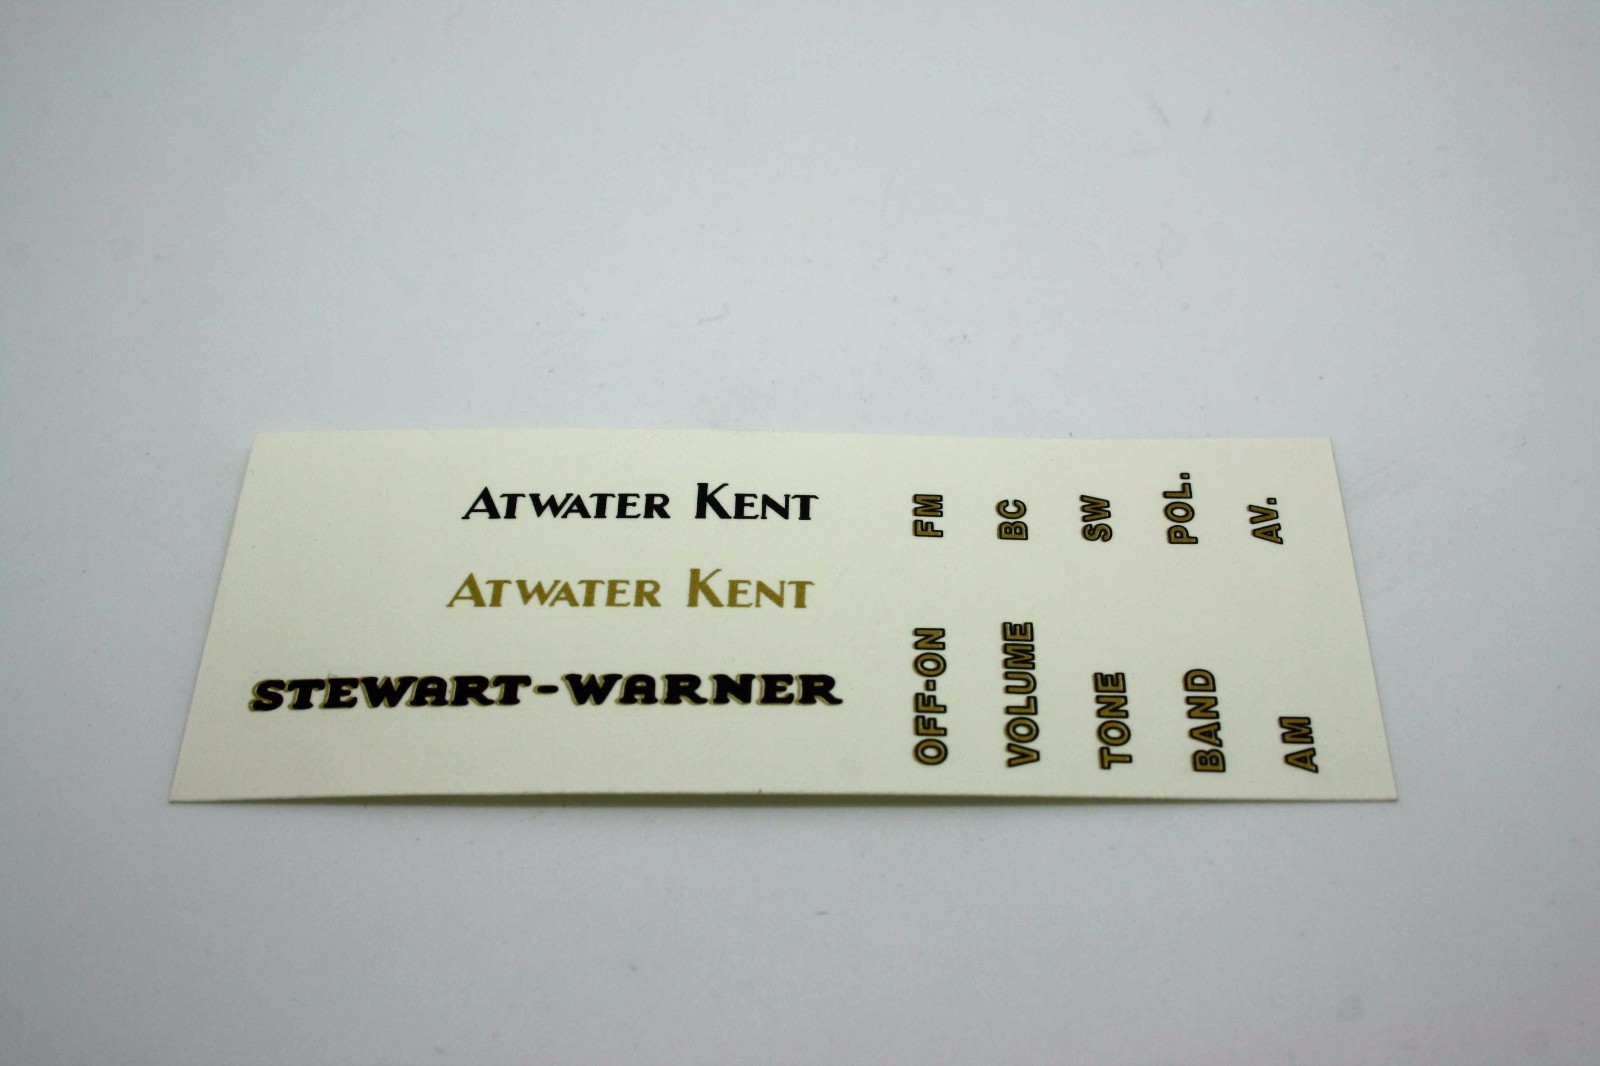 ATWATER KENT
ATWATER KENT
STEWART-WARNER
FM
BC
SW
POL.
AV.
OFF-ON
VOLUME
TONE
BAND
AM